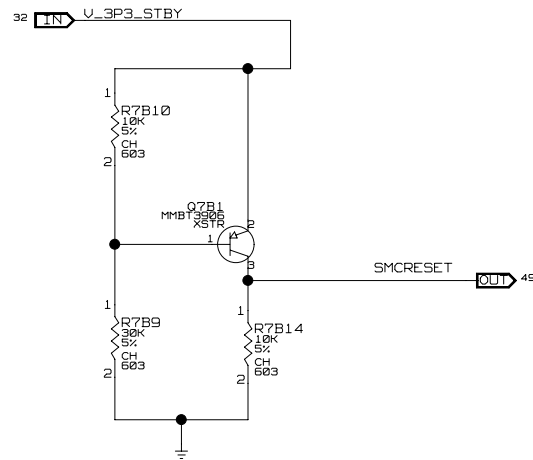 32 IN V_3P3_STBY
1
R7B10
10K
5%
CH
603
2
Q7B1
MMBT3906
XSTR
2
1
3
SMCRESET
OUT 49
1
R7B9
30K
5%
CH
603
2
1
R7B14
10K
5%
CH
603
2